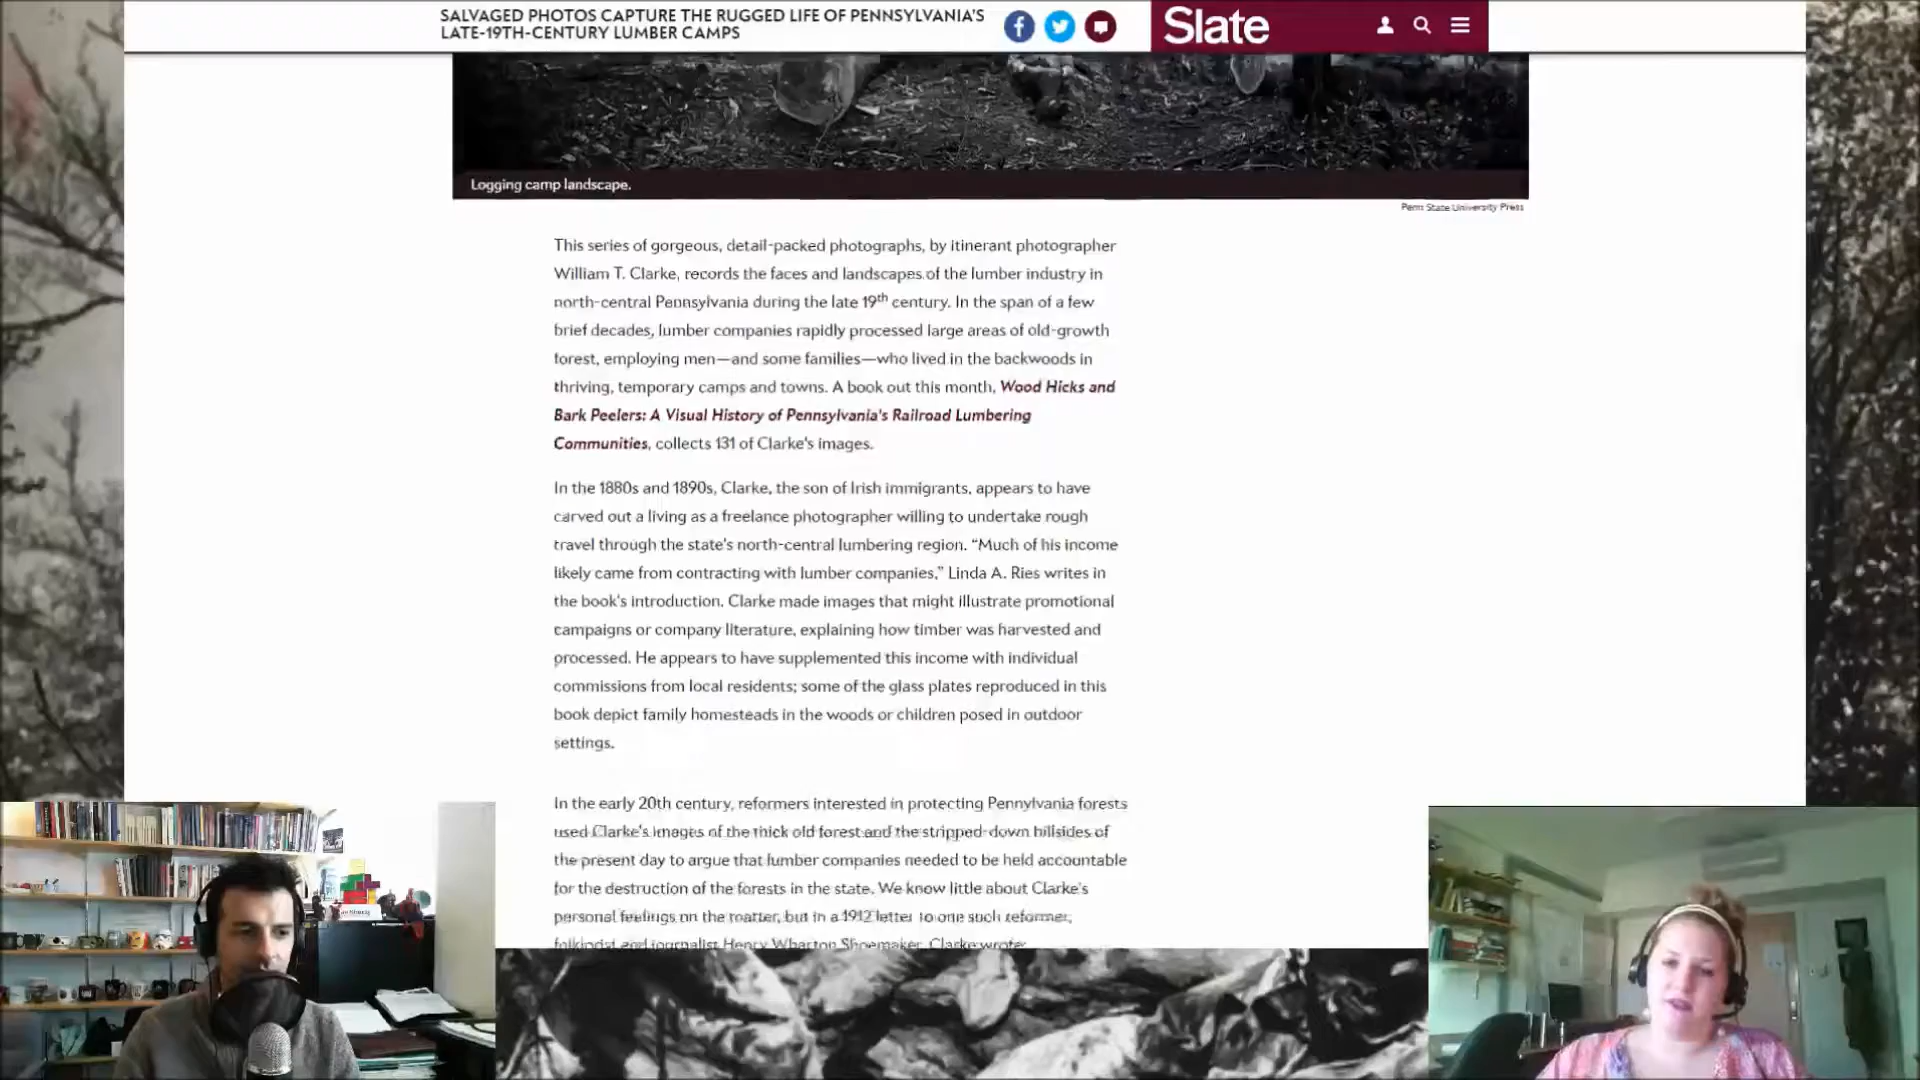 SALVAGED PHOTOS CAPTURE THE RUGGED LIFE OF PENNSYLVANIA'S
LATE-19TH-CENTURY LUMBER CAMPS
Slate
Logging camp landscape.
Penn State University Press
This series of gorgeous, detail-packed photographs, by itinerant photographer
William T. Clarke, records the faces and landscapes of the lumber industry in
north-central Pennsylvania during the late 19th century. In the span of a few
brief decades, lumber companies rapidly processed large areas of old-growth
forest, employing men—and some families—who lived in the backwoods in
thriving, temporary camps and towns. A book out this month, Wood Hicks and
Bark Peelers: A Visual History of Pennsylvania's Railroad Lumbering
Communities, collects 131 of Clarke's images.
In the 1880s and 1890s, Clarke, the son of Irish immigrants, appears to have
carved out a living as a freelance photographer willing to undertake rough
travel through the state's north-central lumbering region. “Much of his income
likely came from contracting with lumber companies,” Linda A. Ries writes in
the book's introduction. Clarke made images that might illustrate promotional
campaigns or company literature, explaining how timber was harvested and
processed. He appears to have supplemented this income with individual
commissions from local residents; some of the glass plates reproduced in this
book depict family homesteads in the woods or children posed in outdoor
settings.
In the early 20th century, reformers interested in protecting Pennylvania forests
used Clarke's images of the thick old forest and the stripped-down hillsides of
the present day to argue that lumber companies needed to be held accountable
for the destruction of the forests in the state. We know little about Clarke's
personal feelings on the matter, but in a 1912 letter to one such reformer,
folklorist and journalist Henry Wharton Shoemaker, Clarke wrote: